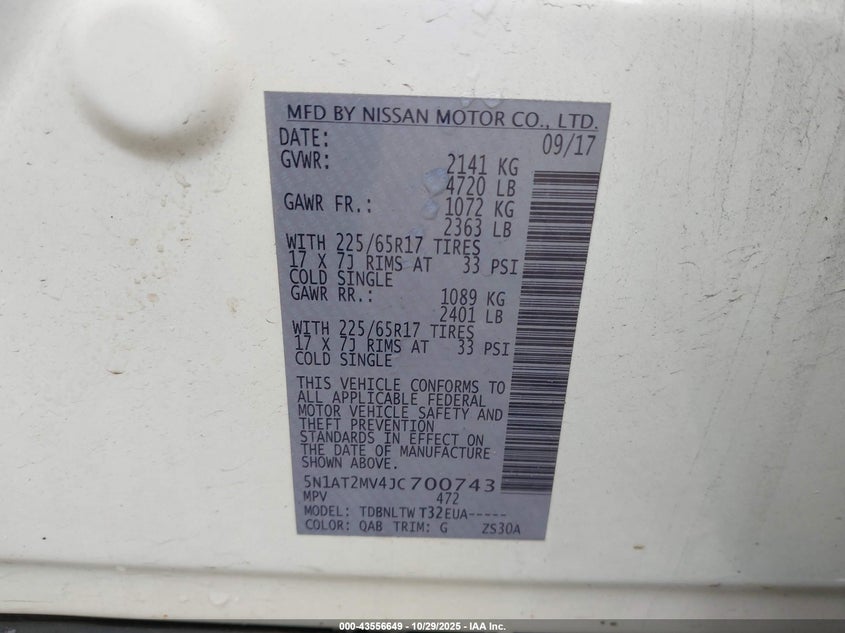 MFD BY NISSAN MOTOR CO., LTD.
DATE: 09/17
GVWR: 2141 KG
4720 LB
GAWR FR.: 1072 KG
2363 LB
WITH 225/65R17 TIRES
17 X 7J RIMS AT 33 PSI
COLD SINGLE
GAWR RR.: 1089 KG
2401 LB
WITH 225/65R17 TIRES
17 X 7J RIMS AT 33 PSI
COLD SINGLE
THIS VEHICLE CONFORMS TO
ALL APPLICABLE FEDERAL
MOTOR VEHICLE SAFETY AND
THEFT PREVENTION
STANDARDS IN EFFECT ON
THE DATE OF MANUFACTURE
SHOWN ABOVE.
5N1AT2MV4JC700743
MPV 472
MODEL: TDBNLTW T32EUA-----
COLOR: QAB TRIM: G ZS30A
000-43556649 - 10/29/2025 - IAA Inc.